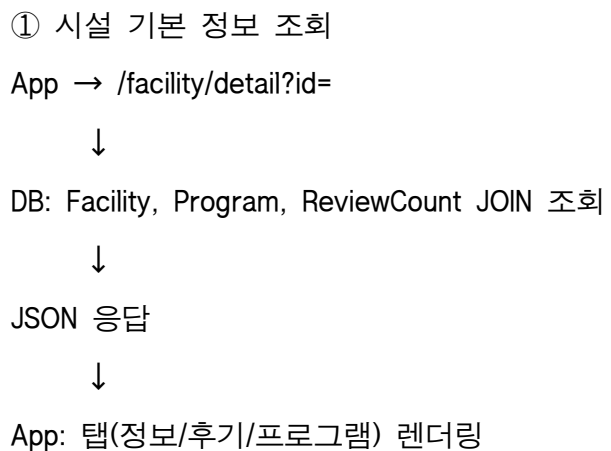 ① 시설 기본 정보 조회
App → /facility/detail?id=
↓
DB: Facility, Program, ReviewCount JOIN 조회
↓
JSON 응답
↓
App: 탭(정보/후기/프로그램) 렌더링